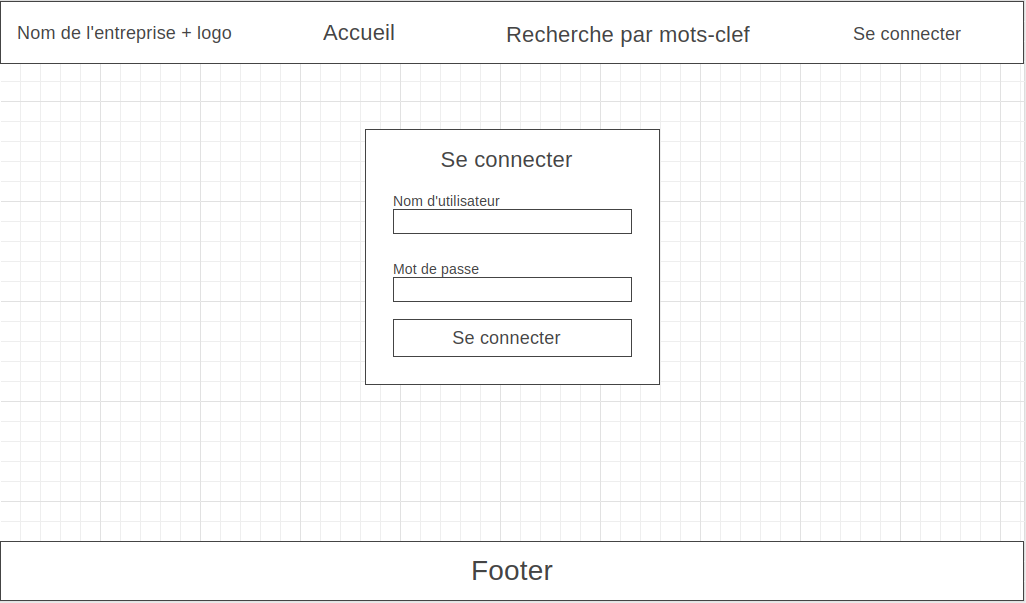 Nom de l'entreprise + logo
Accueil
Recherche par mots-clef
Se connecter
Se connecter
Nom d'utilisateur
Mot de passe
Se connecter
Footer